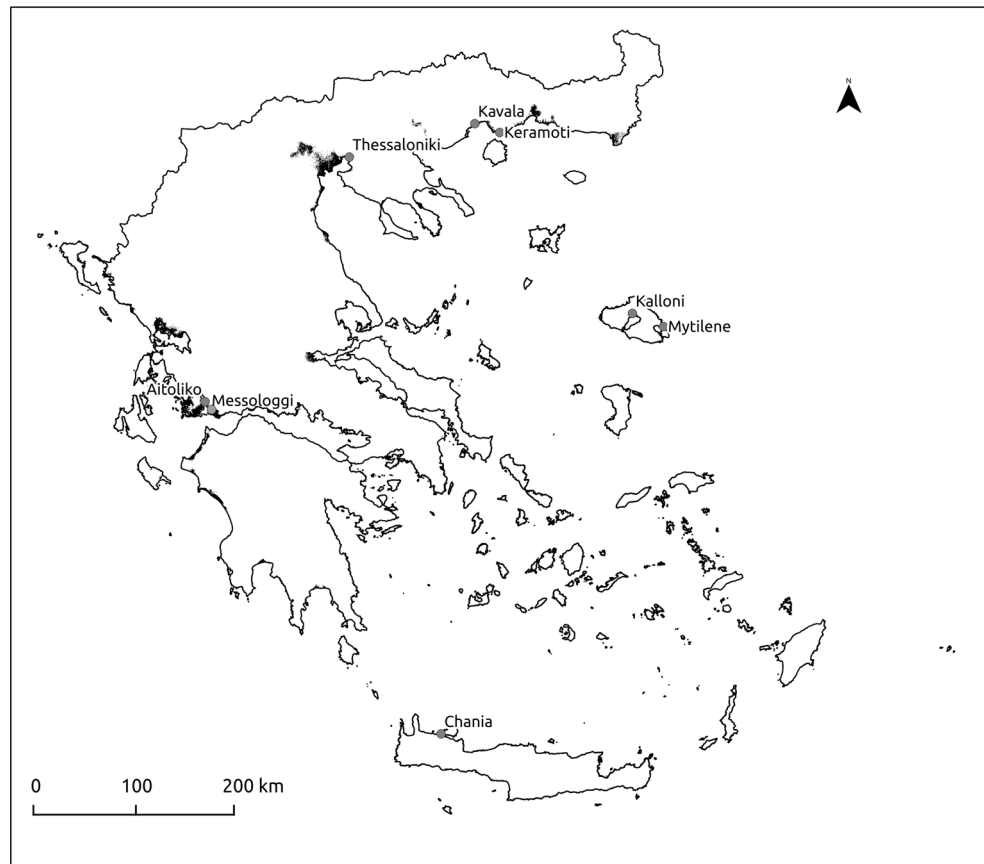 N
Kavala
Keramoti
Thessaloniki
Kalloni
Mytilene
Aitoliko
Messologgi
Chania
0 100 200 km